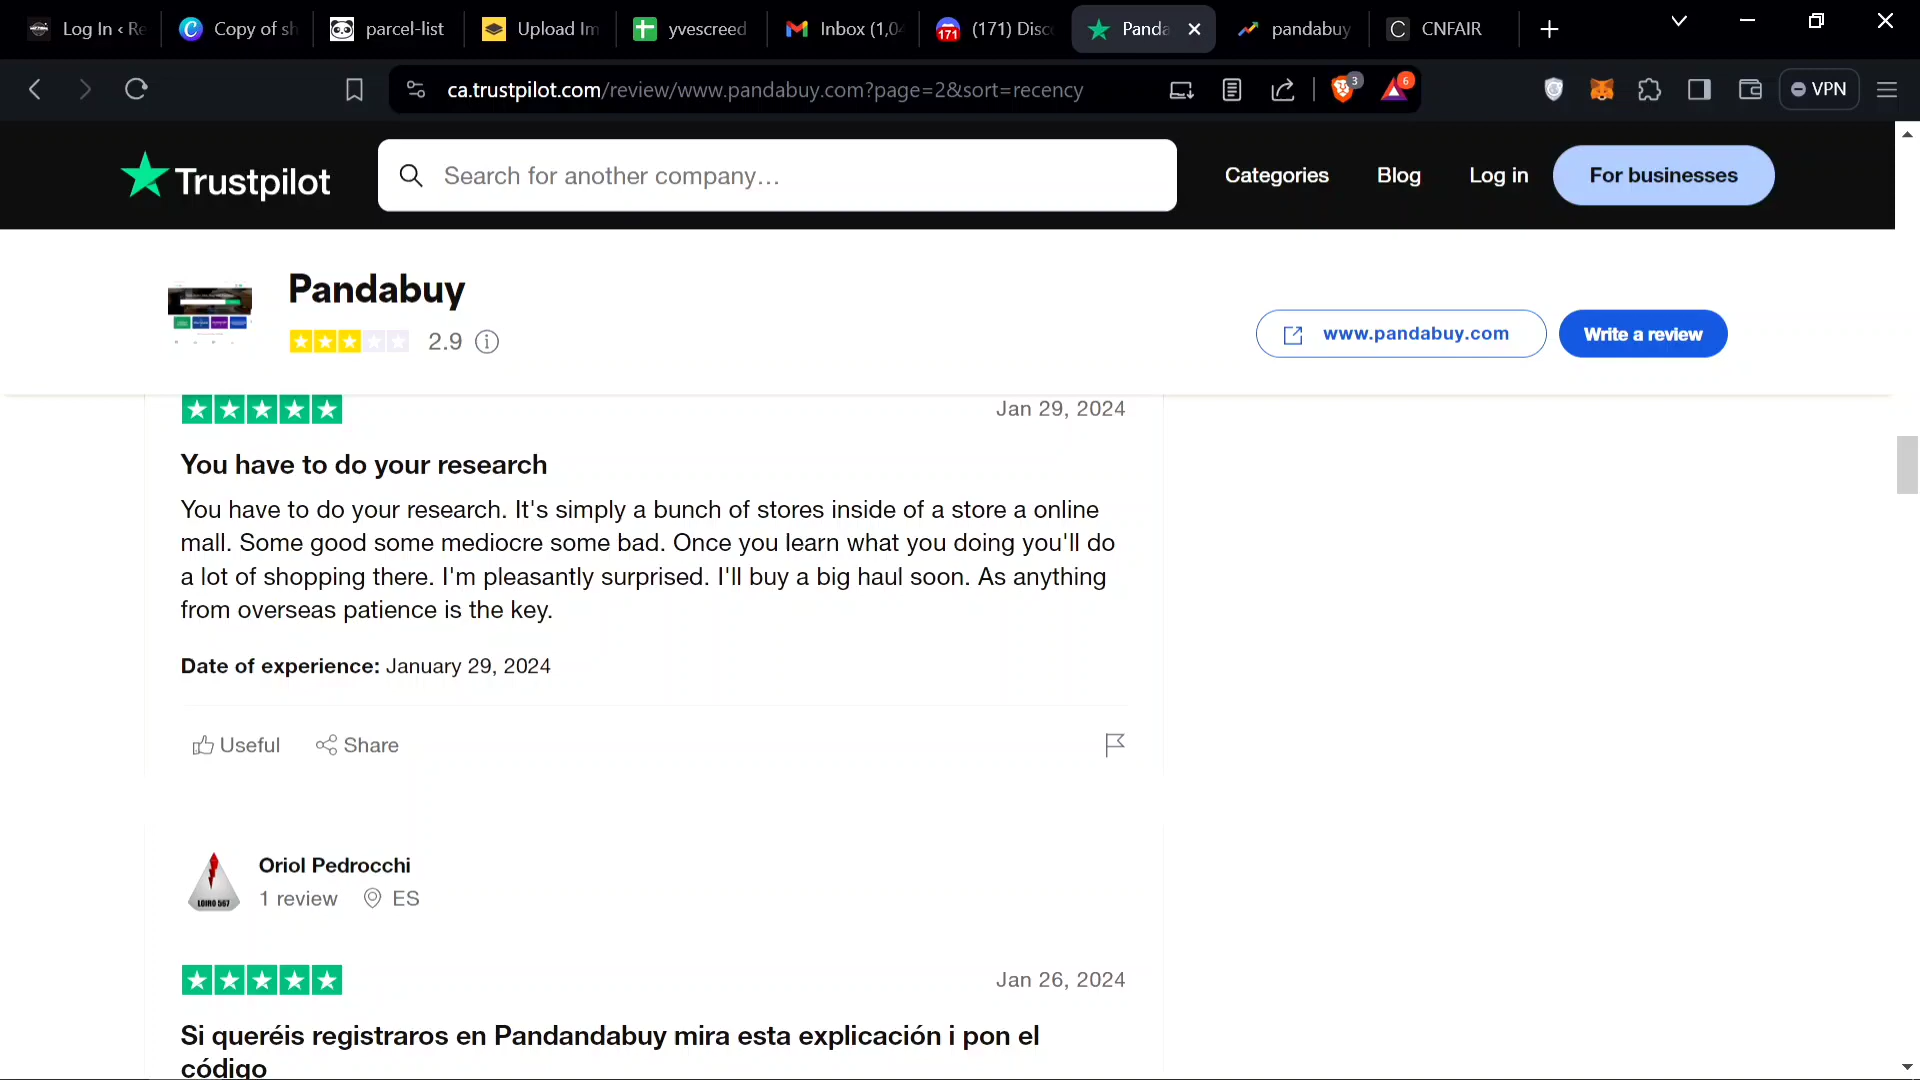 Log In ‹ Re
Copy of sh
parcel-list
Upload Im
yvescreed
Inbox (1,04
171
(171) Disco
Panda
pandabuy
C
CNFAIR
ca.trustpilot.com/review/www.pandabuy.com?page=2&sort=recency
3
6
VPN
Trustpilot
Search for another company…
Categories
Blog
Log in
For businesses
Pandabuy
2.9
www.pandabuy.com
Write a review
Jan 29, 2024
You have to do your research
You have to do your research. It's simply a bunch of stores inside of a store a online
mall. Some good some mediocre some bad. Once you learn what you doing you'll do
a lot of shopping there. I'm pleasantly surprised. I'll buy a big haul soon. As anything
from overseas patience is the key.
Date of experience: January 29, 2024
Useful
Share
LOIRO 567
Oriol Pedrocchi
1 review
ES
Jan 26, 2024
Si queréis registraros en Pandandabuy mira esta explicación i pon el
código